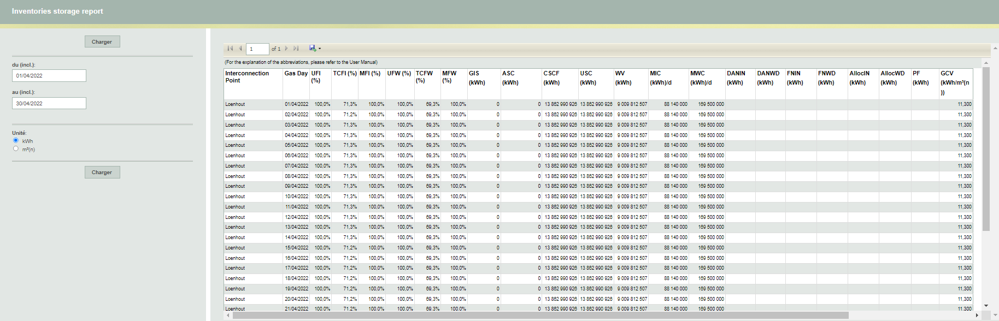 Inventories storage report
Charger
du (incl.):
01/04/2022
au (incl.):
30/04/2022
Unité:
kWh
m³(n)
Charger
1 of 1
(For the explanation of the abbreviations, please refer to the User Manual)
Interconnection Point Gas Day UFI (%) TCFI (%) MFI (%) UFW (%) TCFW (%) MFW (%) GIS (kWh) ASC (kWh) CSCF (kWh) USC (kWh) WV (kWh) MIC (kWh)/d MWC (kWh)/d DANIN (kWh) DANWD (kWh) FNIN (kWh) FNWD (kWh) AllocIN (kWh) AllocWD (kWh) PF (kWh) GCV (kWh/m³(n))
Loenhout 01/04/2022 100,0% 71,3% 100,0% 100,0% 69,3% 100,0% 0 0 13 862 990 926 13 862 990 926 9 009 812 507 88 140 000 169 500 000 11,300
Loenhout 02/04/2022 100,0% 71,2% 100,0% 100,0% 69,3% 100,0% 0 0 13 862 990 926 13 862 990 926 9 009 812 507 88 140 000 169 500 000 11,300
Loenhout 03/04/2022 100,0% 71,3% 100,0% 100,0% 69,3% 100,0% 0 0 13 862 990 926 13 862 990 926 9 009 812 507 88 140 000 169 500 000 11,300
Loenhout 04/04/2022 100,0% 71,3% 100,0% 100,0% 69,3% 100,0% 0 0 13 862 990 926 13 862 990 926 9 009 812 507 88 140 000 169 500 000 11,300
Loenhout 05/04/2022 100,0% 71,3% 100,0% 100,0% 69,3% 100,0% 0 0 13 862 990 926 13 862 990 926 9 009 812 507 88 140 000 169 500 000 11,300
Loenhout 06/04/2022 100,0% 71,3% 100,0% 100,0% 69,3% 100,0% 0 0 13 862 990 926 13 862 990 926 9 009 812 507 88 140 000 169 500 000 11,300
Loenhout 07/04/2022 100,0% 71,3% 100,0% 100,0% 69,3% 100,0% 0 0 13 862 990 926 13 862 990 926 9 009 812 507 88 140 000 169 500 000 11,300
Loenhout 08/04/2022 100,0% 71,3% 100,0% 100,0% 69,3% 100,0% 0 0 13 862 990 926 13 862 990 926 9 009 812 507 88 140 000 169 500 000 11,300
Loenhout 09/04/2022 100,0% 71,3% 100,0% 100,0% 69,3% 100,0% 0 0 13 862 990 926 13 862 990 926 9 009 812 507 88 140 000 169 500 000 11,300
Loenhout 10/04/2022 100,0% 71,3% 100,0% 100,0% 69,3% 100,0% 0 0 13 862 990 926 13 862 990 926 9 009 812 507 88 140 000 169 500 000 11,300
Loenhout 11/04/2022 100,0% 71,3% 100,0% 100,0% 69,3% 100,0% 0 0 13 862 990 926 13 862 990 926 9 009 812 507 88 140 000 169 500 000 11,300
Loenhout 12/04/2022 100,0% 71,3% 100,0% 100,0% 69,3% 100,0% 0 0 13 862 990 926 13 862 990 926 9 009 812 507 88 140 000 169 500 000 11,300
Loenhout 13/04/2022 100,0% 71,3% 100,0% 100,0% 69,3% 100,0% 0 0 13 862 990 926 13 862 990 926 9 009 812 507 88 140 000 169 500 000 11,300
Loenhout 14/04/2022 100,0% 71,3% 100,0% 100,0% 69,3% 100,0% 0 0 13 862 990 926 13 862 990 926 9 009 812 507 88 140 000 169 500 000 11,300
Loenhout 15/04/2022 100,0% 71,2% 100,0% 100,0% 69,3% 100,0% 0 0 13 862 990 926 13 862 990 926 9 009 812 507 88 140 000 169 500 000 11,300
Loenhout 16/04/2022 100,0% 71,2% 100,0% 100,0% 69,3% 100,0% 0 0 13 862 990 926 13 862 990 926 9 009 812 507 88 140 000 169 500 000 11,300
Loenhout 17/04/2022 100,0% 71,2% 100,0% 100,0% 69,3% 100,0% 0 0 13 862 990 926 13 862 990 926 9 009 812 507 88 140 000 169 500 000 11,300
Loenhout 18/04/2022 100,0% 71,2% 100,0% 100,0% 69,3% 100,0% 0 0 13 862 990 926 13 862 990 926 9 009 812 507 88 140 000 169 500 000 11,300
Loenhout 19/04/2022 100,0% 71,2% 100,0% 100,0% 69,3% 100,0% 0 0 13 862 990 926 13 862 990 926 9 009 812 507 88 140 000 169 500 000 11,300
Loenhout 20/04/2022 100,0% 71,2% 100,0% 100,0% 69,3% 100,0% 0 0 13 862 990 926 13 862 990 926 9 009 812 507 88 140 000 169 500 000 11,300
Loenhout 21/04/2022 100,0% 71,2% 100,0% 100,0% 69,3% 100,0% 0 0 13 862 990 926 13 862 990 926 9 009 812 507 88 140 000 169 500 000 11,300